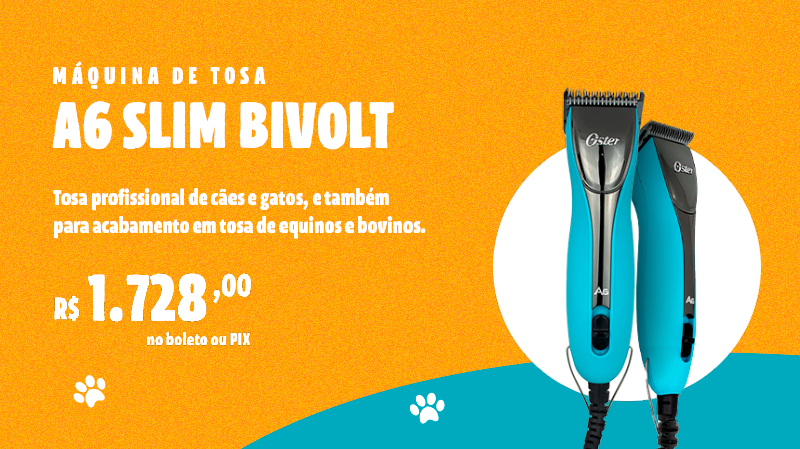 MÁQUINA DE TOSA
A6 SLIM BIVOLT
Tosa profissional de cães e gatos, e também
para acabamento em tosa de equinos e bovinos.
R$ 1.728,00
no boleto ou PIX
Oster
A6
Oster
A6